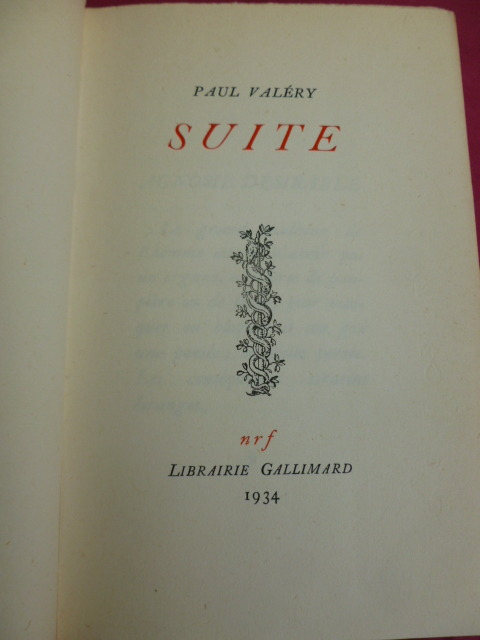 PAUL VALÉRY
SUITE
nrf
LIBRAIRIE GALLIMARD
1934